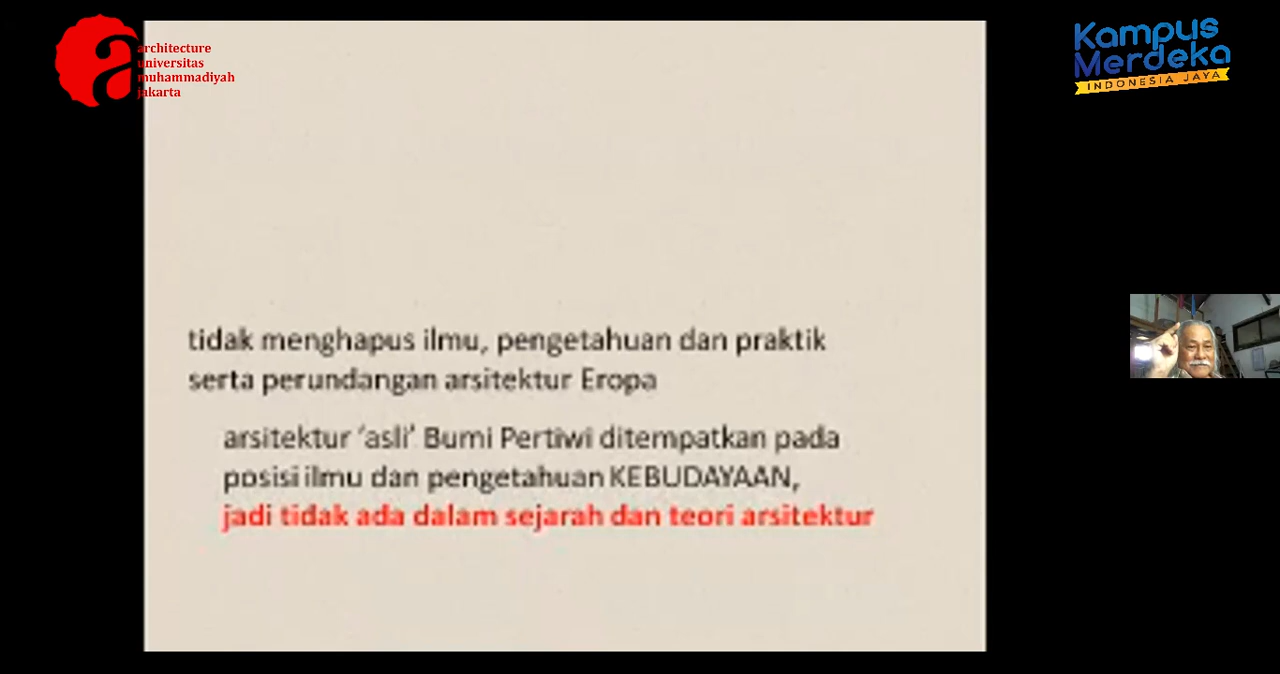 architecture
universitas
muhammadiyah
jakarta
Kampus
Merdeka
INDONESIA JAYA
tidak menghapus ilmu, pengetahuan dan praktik
serta perundangan arsitektur Eropa
arsitektur ‘asli’ Bumi Pertiwi ditempatkan pada
posisi ilmu dan pengetahuan KEBUDAYAAN,
jadi tidak ada dalam sejarah dan teori arsitektur